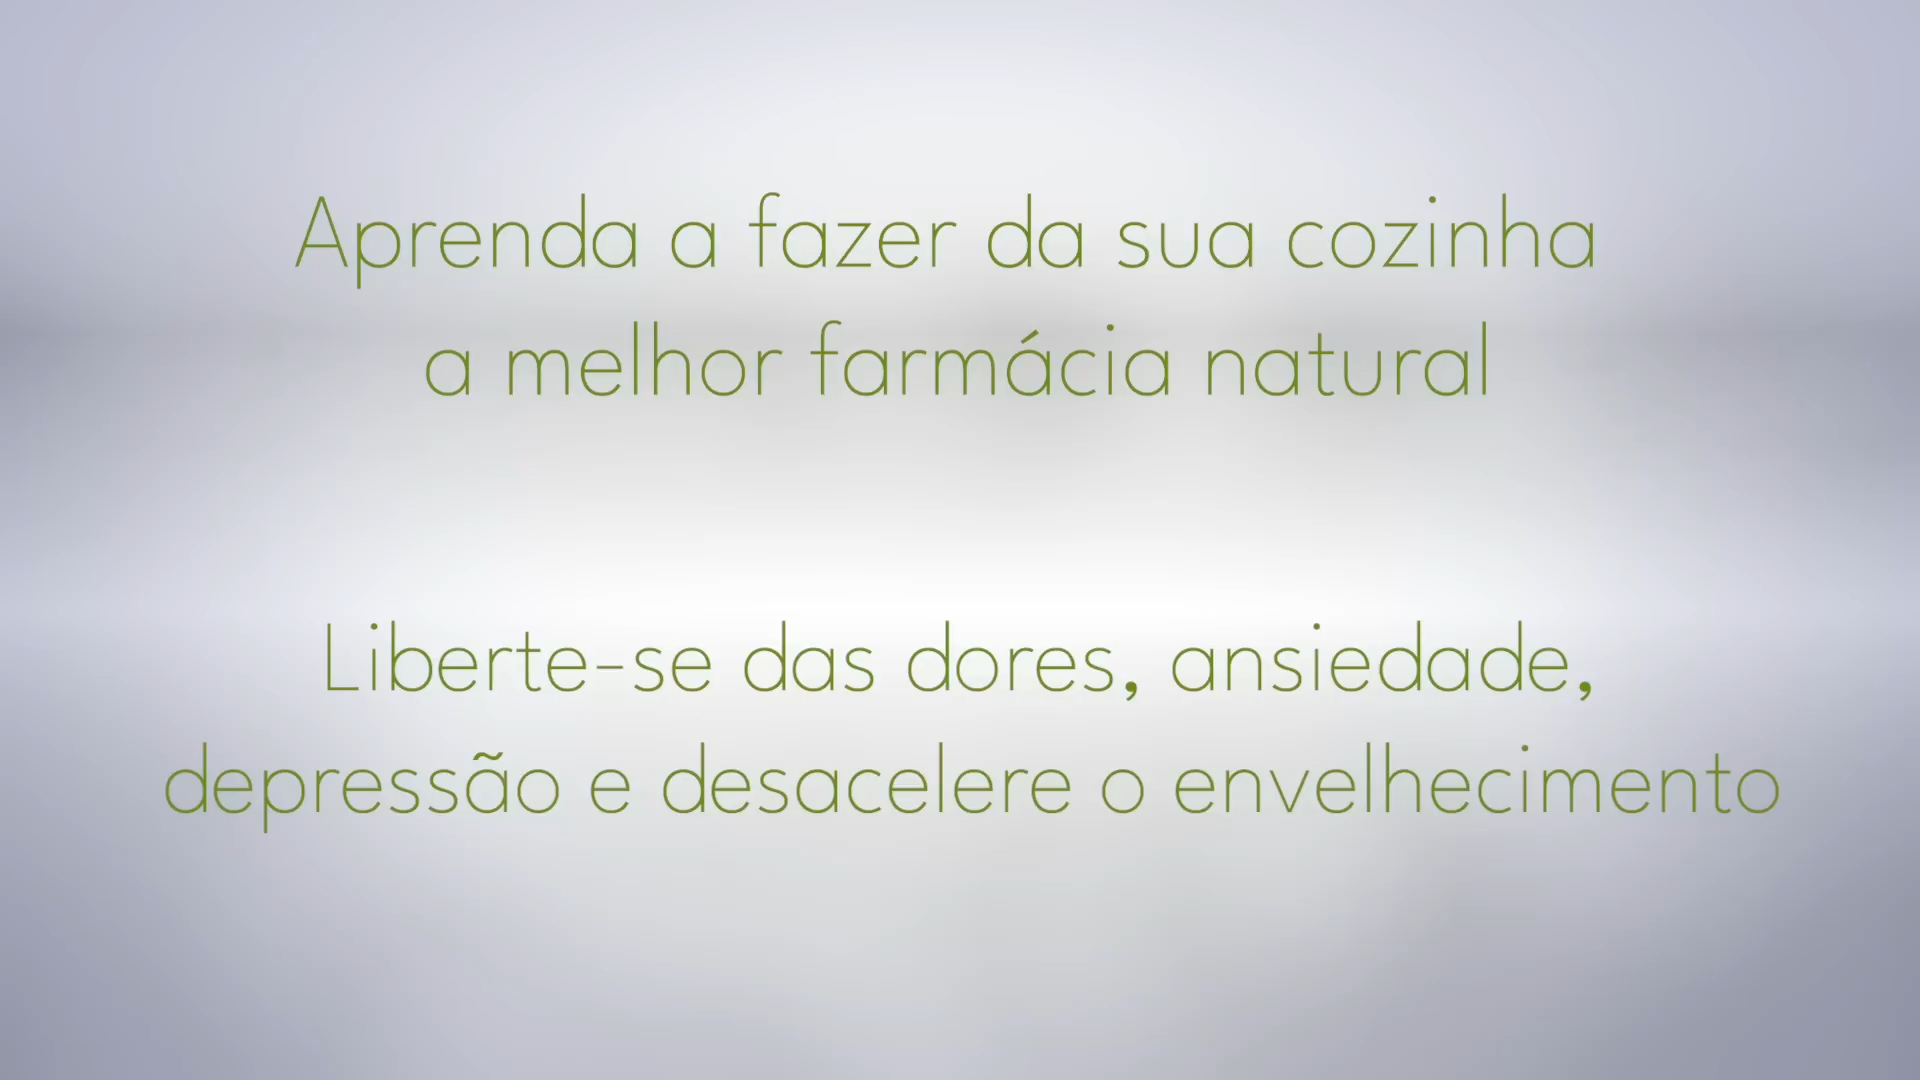 Aprenda a fazer da sua cozinha
a melhor farmácia natural
Liberte-se das dores, ansiedade,
depressão e desacelere o envelhecimento